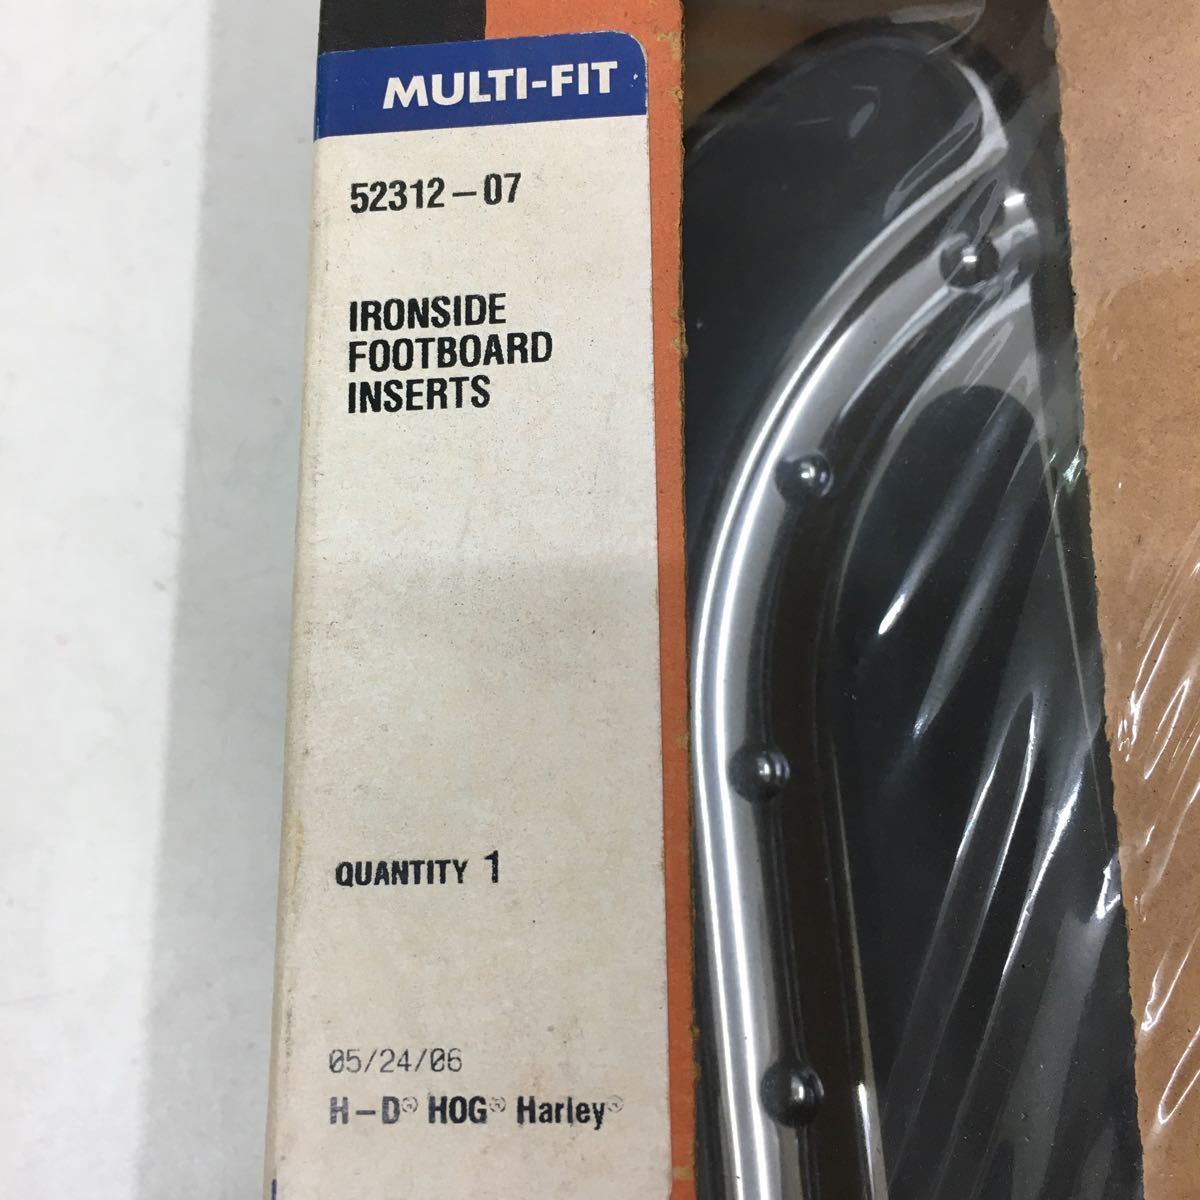 MULTI-FIT
52312-07
IRONSIDE
FOOTBOARD
INSERTS
QUANTITY 1
05/24/06
H-D® HOG® Harley®